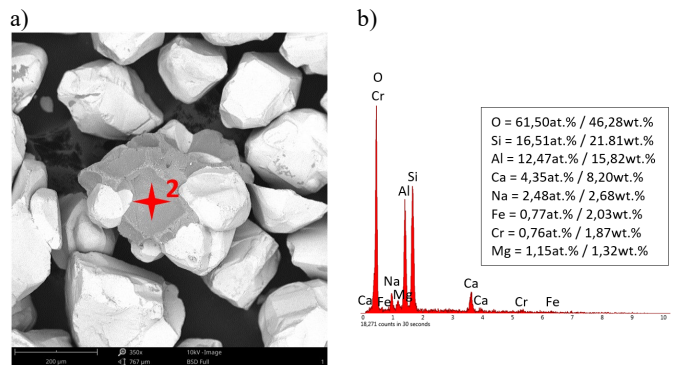 a)
b)
2
200 µm
350x
767 µm
10kV - Image
BSD Full
1
O
Cr
Si
Al
Na
Mg
Ca
Fe
Ca
Ca
Cr
Fe
0 1 2 3 4 5 6 7 8 9 10
18,271 counts in 30 seconds
O = 61,50at.% / 46,28wt.%
Si = 16,51at.% / 21.81wt.%
Al = 12,47at.% / 15,82wt.%
Ca = 4,35at.% / 8,20wt.%
Na = 2,48at.% / 2,68wt.%
Fe = 0,77at.% / 2,03wt.%
Cr = 0,76at.% / 1,87wt.%
Mg = 1,15at.% / 1,32wt.%